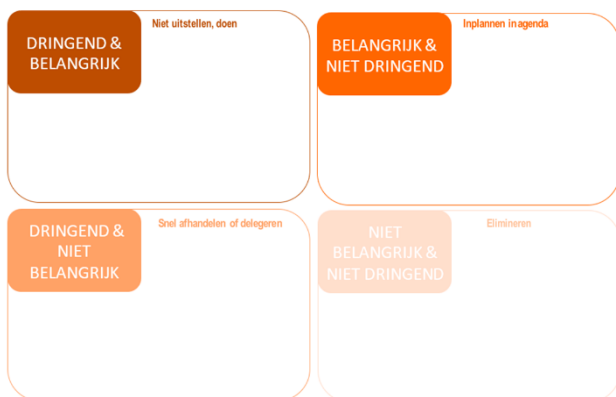 DRINGEND &
BELANGRIJK
Niet uitstellen, doen
BELANGRIJK &
NIET DRINGEND
Inplannen in agenda
DRINGEND &
NIET
BELANGRIJK
Snel afhandelen of delegeren
NIET
BELANGRIJK &
NIET DRINGEND
Elimineren